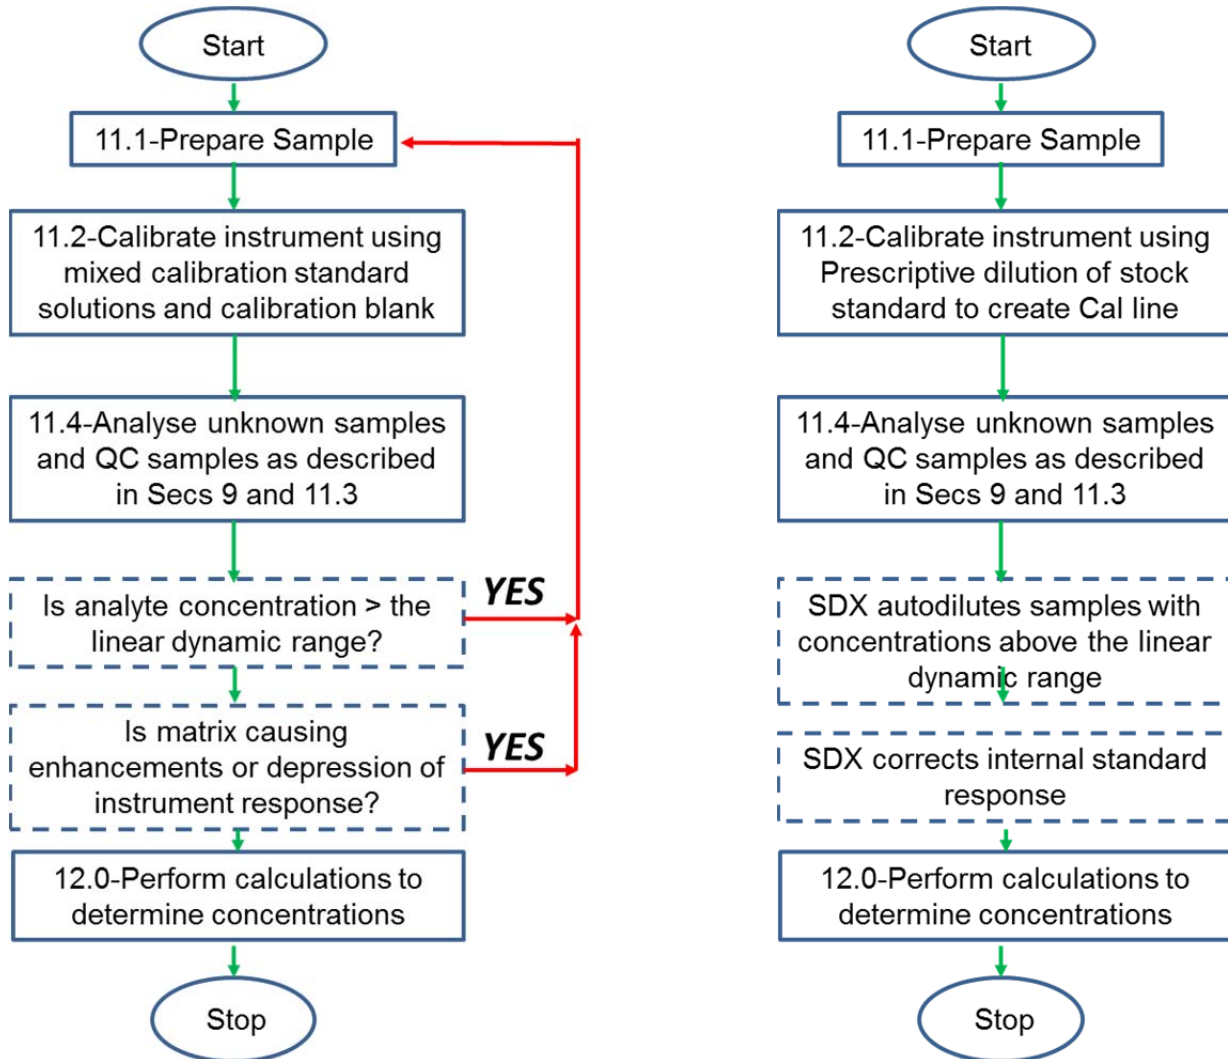 Start
11.1-Prepare Sample
11.2-Calibrate instrument using
mixed calibration standard
solutions and calibration blank
11.4-Analyse unknown samples
and QC samples as described
in Secs 9 and 11.3
Is analyte concentration > the
linear dynamic range?
YES
Is matrix causing
enhancements or depression of
instrument response?
YES
12.0-Perform calculations to
determine concentrations
Stop
Start
11.1-Prepare Sample
11.2-Calibrate instrument using
Prescriptive dilution of stock
standard to create Cal line
11.4-Analyse unknown samples
and QC samples as described
in Secs 9 and 11.3
SDX autodilutes samples with
concentrations above the linear
dynamic range
SDX corrects internal standard
response
12.0-Perform calculations to
determine concentrations
Stop